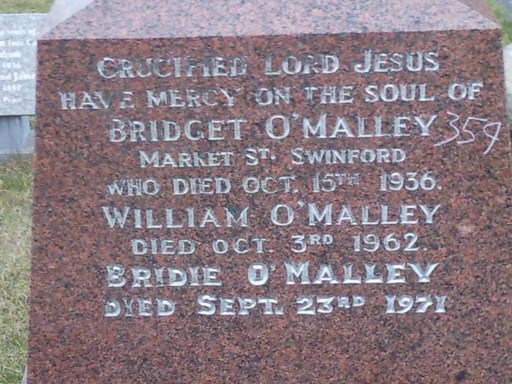 CRUCIFIED LORD JESUS
HAVE MERCY ON THE SOUL OF
BRIDGET O'MALLEY
359
MARKET ST. SWINFORD
WHO DIED OCT. 15TH 1936.
WILLIAM O'MALLEY
DIED OCT. 3RD 1962.
BRIDIE O'MALLEY
DIED SEPT. 23RD 1971